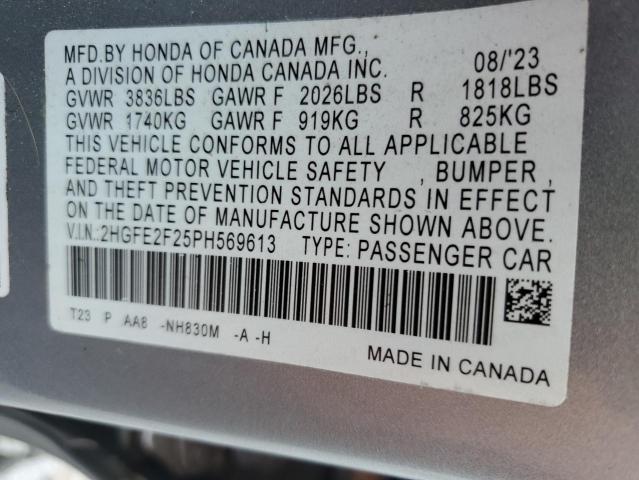 MFD.BY HONDA OF CANADA MFG., 08/'23
A DIVISION OF HONDA CANADA INC.
GVWR 3836LBS GAWR F 2026LBS R 1818LBS
GVWR 1740KG GAWR F 919KG R 825KG
THIS VEHICLE CONFORMS TO ALL APPLICABLE
FEDERAL MOTOR VEHICLE SAFETY , BUMPER ,
AND THEFT PREVENTION STANDARDS IN EFFECT
ON THE DATE OF MANUFACTURE SHOWN ABOVE.
V.I.N.:2HGFE2F25PH569613 TYPE: PASSENGER CAR
T23 P AA8 -NH830M -A -H
MADE IN CANADA